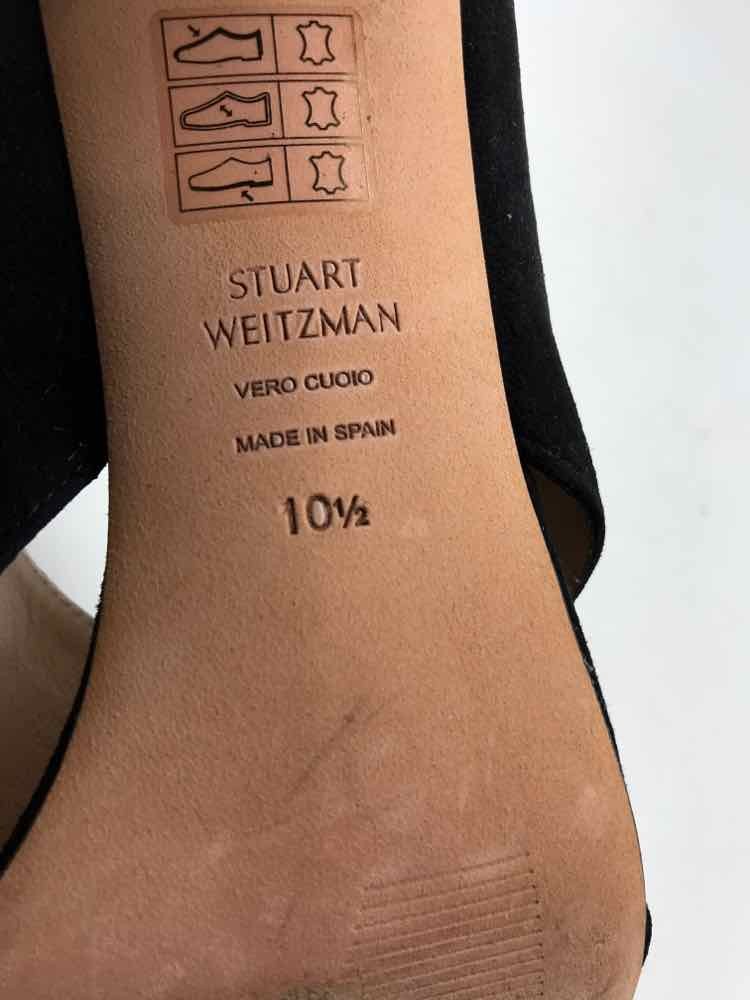 STUART
WEITZMAN
VERO CUOIO
MADE IN SPAIN
10½